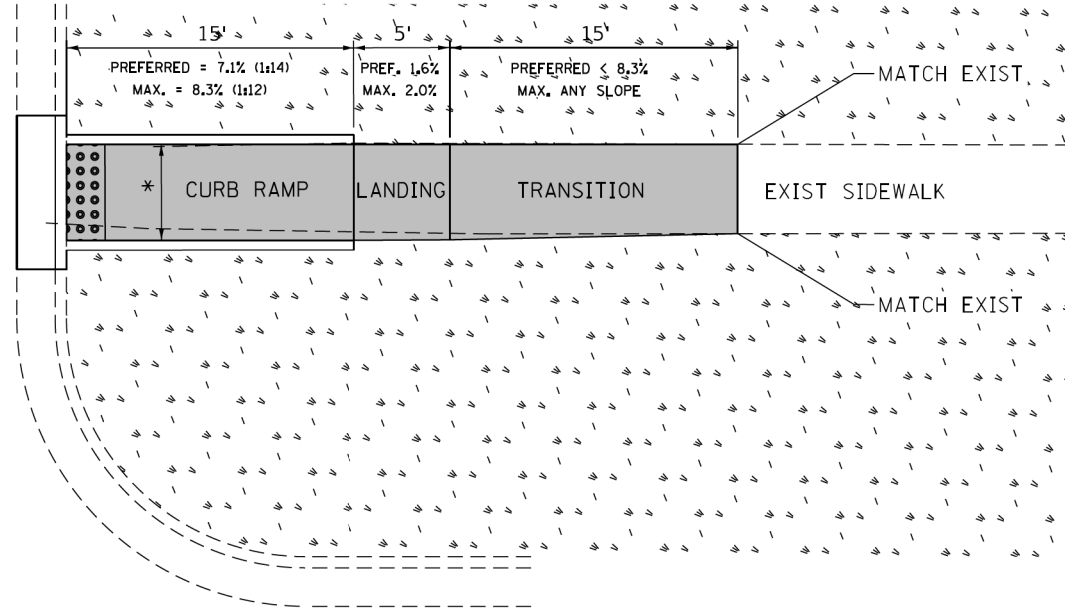 15' 5' 15'
PREFERRED = 7.1% (1:14) PREF. 1.6% PREFERRED < 8.3%
MAX. = 8.3% (1:12) MAX. 2.0% MAX. ANY SLOPE
MATCH EXIST
* CURB RAMP LANDING TRANSITION EXIST SIDEWALK
MATCH EXIST